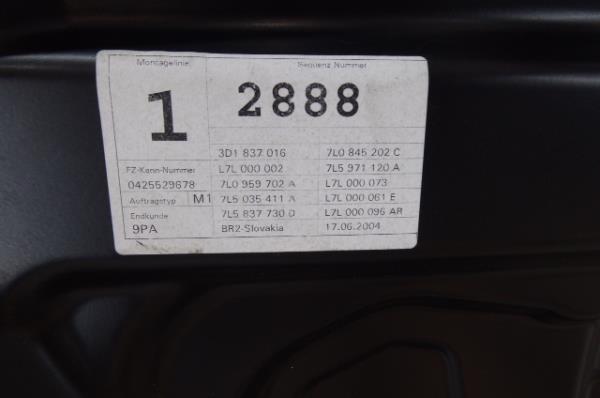 Montagelinie Sequenz Nummer
1 2888
3D1 837 016 7L0 845 202 C
FZ-Kenn-Nummer L7L 000 002 7L5 971 120 A
0425529678 7L0 959 702 A L7L 000 073
Auftragstyp M1 7L5 035 411 A L7L 000 061 E
Endkunde 7L5 837 730 D L7L 000 096 AR
9PA BR2-Slovakia 17.06.2004